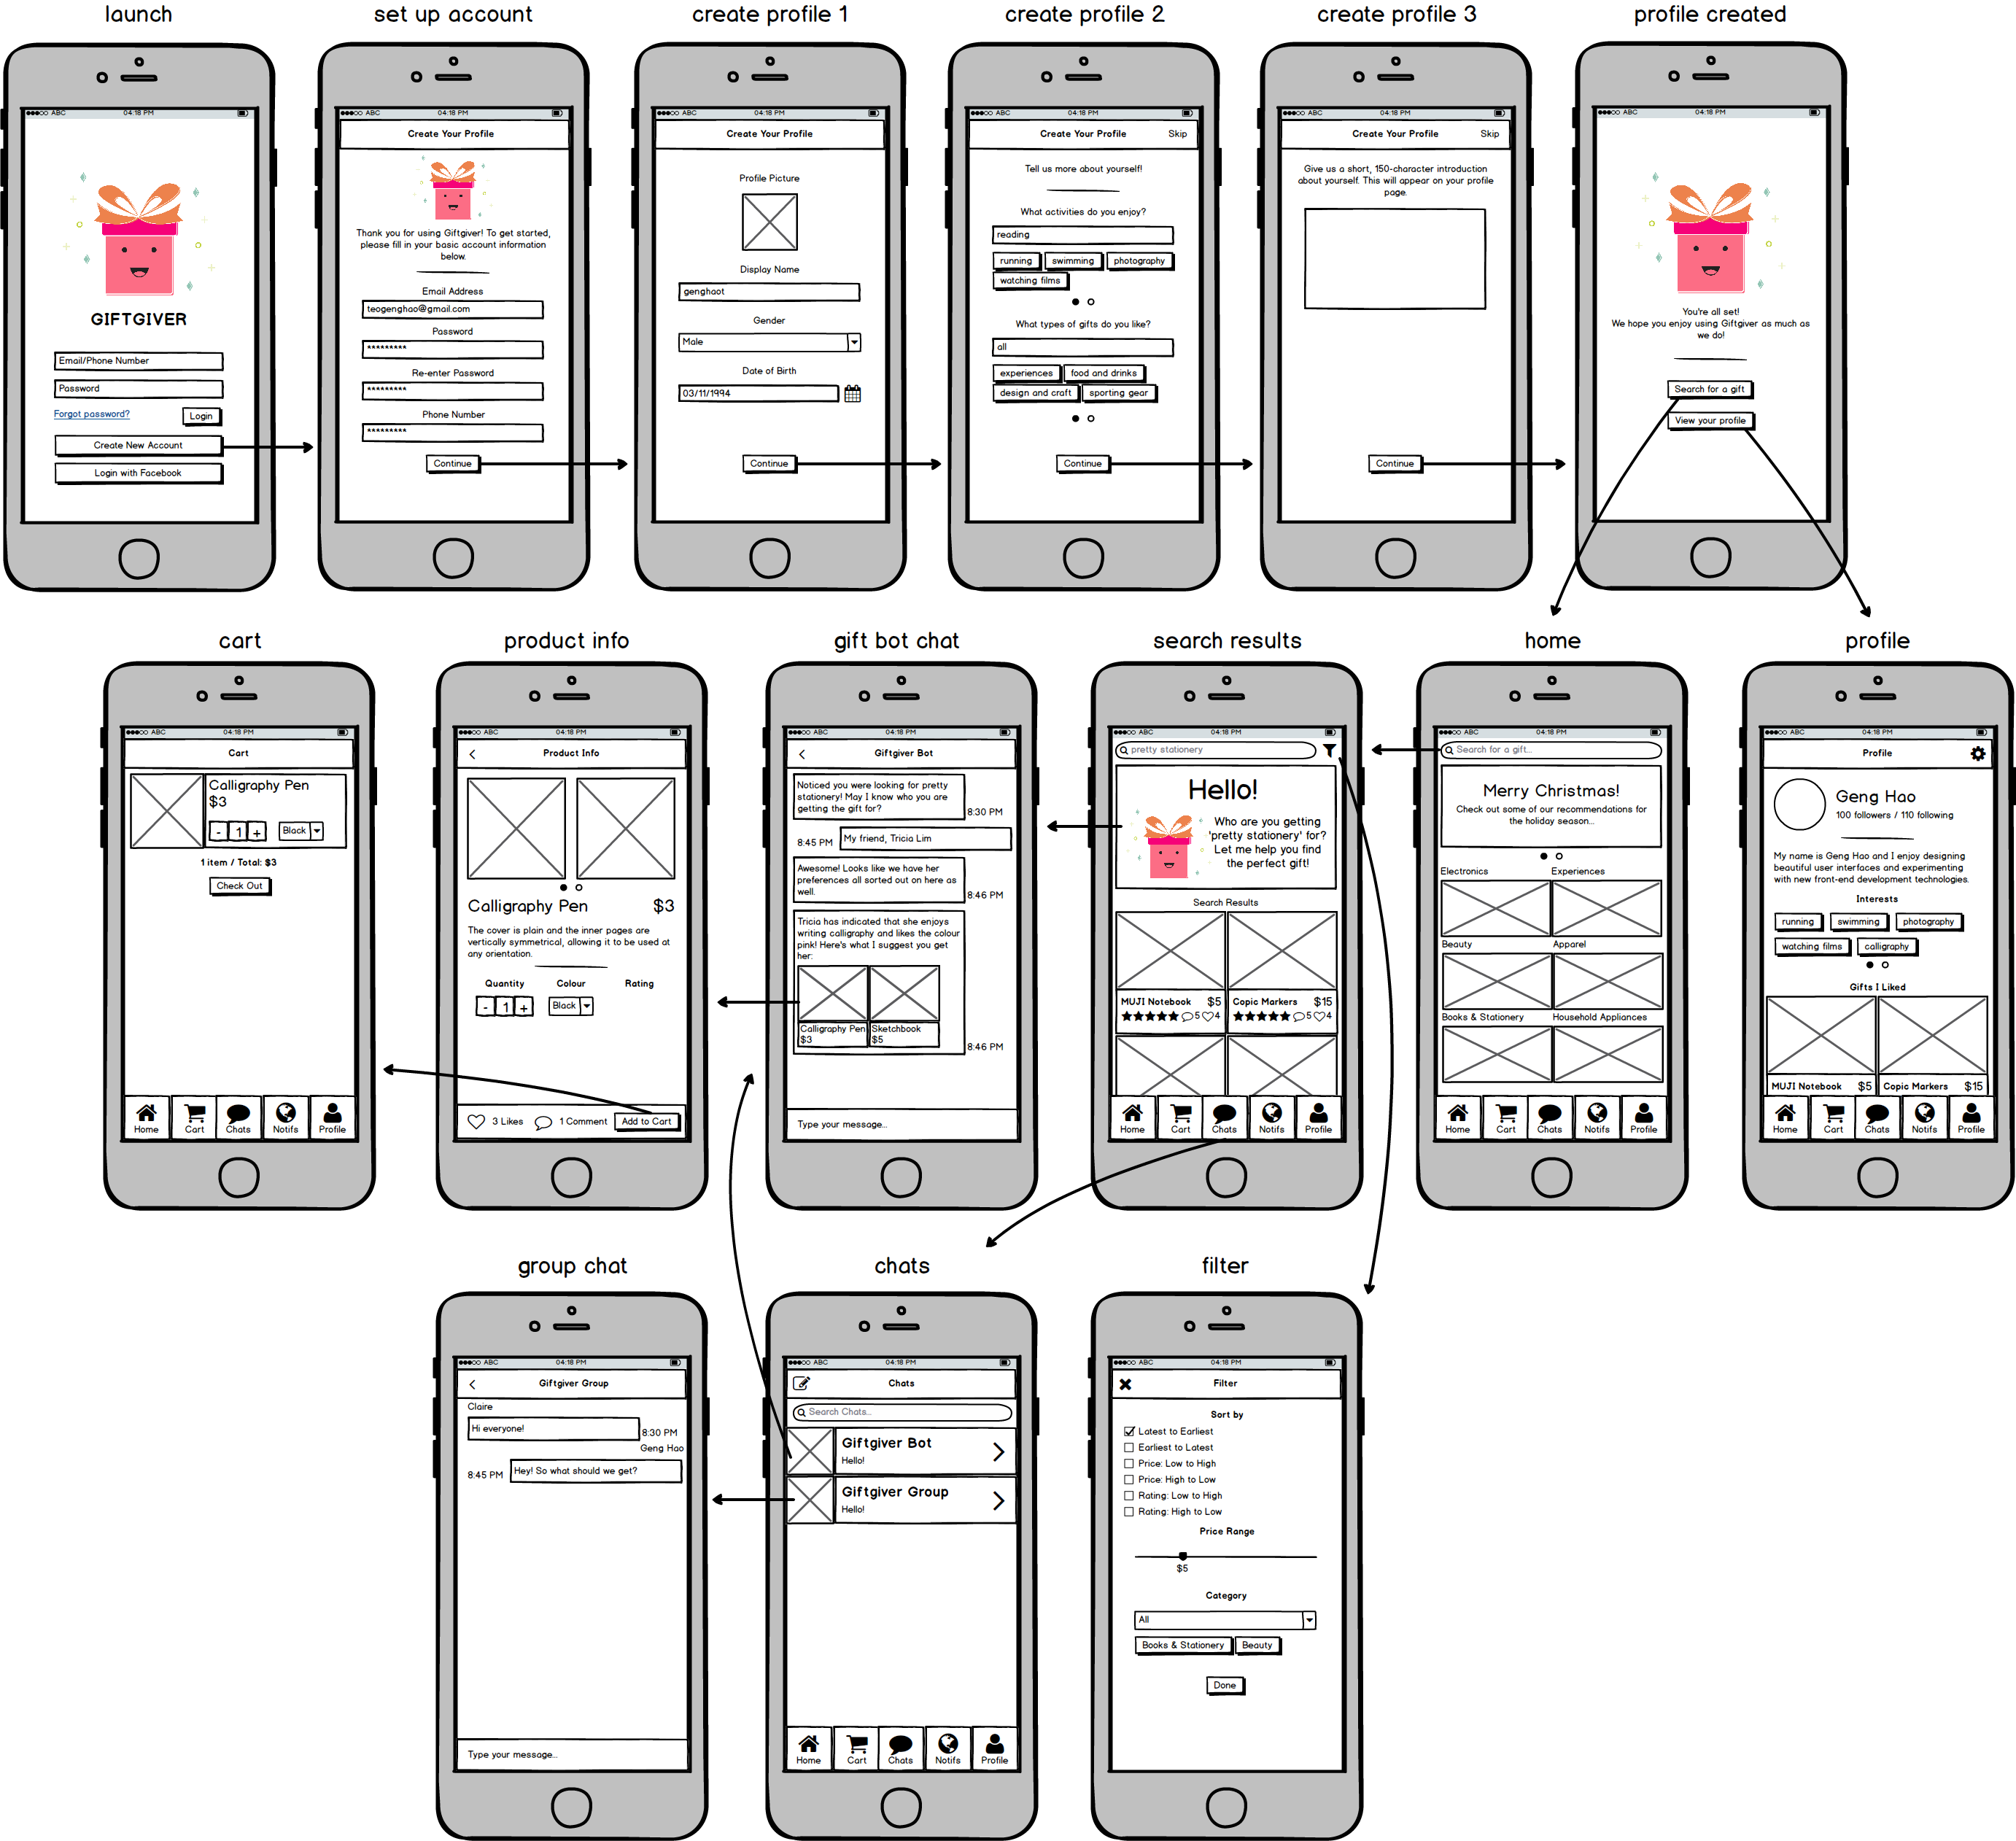 launch
●●●○○ ABC 04:18 PM
GIFTGIVER
Email/Phone Number
Password
Forgot password? Login
Create New Account
Login with Facebook
set up account
●●●○○ ABC 04:18 PM
Create Your Profile
Thank you for using Giftgiver! To get started,
please fill in your basic account information
below.
Email Address
teogenghao@gmail.com
Password
*********
Re-enter Password
*********
Phone Number
*********
Continue
create profile 1
●●●○○ ABC 04:18 PM
Create Your Profile
Profile Picture
Display Name
genghaot
Gender
Male
Date of Birth
03/11/1994
Continue
create profile 2
●●●○○ ABC 04:18 PM
Create Your Profile Skip
Tell us more about yourself!
What activities do you enjoy?
reading
running swimming photography
watching films
What types of gifts do you like?
all
experiences food and drinks
design and craft sporting gear
Continue
create profile 3
●●●○○ ABC 04:18 PM
Create Your Profile Skip
Give us a short, 150-character introduction
about yourself. This will appear on your profile
page.
Continue
profile created
●●●○○ ABC 04:18 PM
You're all set!
We hope you enjoy using Giftgiver as much as
we do!
Search for a gift
View your profile
cart
●●●○○ ABC 04:18 PM
Cart
Calligraphy Pen
$3
- 1 + Black
1 item / Total: $3
Check Out
Home Cart Chats Notifs Profile
product info
●●●○○ ABC 04:18 PM
Product Info
Calligraphy Pen $3
The cover is plain and the inner pages are
vertically symmetrical, allowing it to be used at
any orientation.
Quantity Colour Rating
- 1 + Black
3 Likes 1 Comment Add to Cart
gift bot chat
●●●○○ ABC 04:18 PM
Giftgiver Bot
Noticed you were looking for pretty
stationery! May I know who you are
getting the gift for?
8:30 PM
8:45 PM My friend, Tricia Lim
Awesome! Looks like we have her
preferences all sorted out on here as
well.
8:46 PM
Tricia has indicated that she enjoys
writing calligraphy and likes the colour
pink! Here's what I suggest you get
her:
Calligraphy Pen Sketchbook
$3 $5
8:46 PM
Type your message...
search results
●●●○○ ABC 04:18 PM
pretty stationery
Hello!
Who are you getting
'pretty stationery' for?
Let me help you find
the perfect gift!
Search Results
MUJI Notebook $5 Copic Markers $15
★★★★★ 5 4 ★★★★★ 5 4
Home Cart Chats Notifs Profile
home
●●●○○ ABC 04:18 PM
Search for a gift...
Merry Christmas!
Check out some of our recommendations for
the holiday season...
Electronics Experiences
Beauty Apparel
Books & Stationery Household Appliances
Home Cart Chats Notifs Profile
profile
●●●○○ ABC 04:18 PM
Profile
Geng Hao
100 followers / 110 following
My name is Geng Hao and I enjoy designing
beautiful user interfaces and experimenting
with new front-end development technologies.
Interests
running swimming photography
watching films calligraphy
Gifts I Liked
MUJI Notebook $5 Copic Markers $15
Home Cart Chats Notifs Profile
group chat
●●●○○ ABC 04:18 PM
Giftgiver Group
Claire
Hi everyone!
8:30 PM
Geng Hao
8:45 PM Hey! So what should we get?
Type your message...
chats
●●●○○ ABC 04:18 PM
Chats
Search Chats...
Giftgiver Bot
Hello!
Giftgiver Group
Hello!
Home Cart Chats Notifs Profile
filter
●●●○○ ABC 04:18 PM
Filter
Sort by
Latest to Earliest
Earliest to Latest
Price: Low to High
Price: High to Low
Rating: Low to High
Rating: High to Low
Price Range
$5
Category
All
Books & Stationery Beauty
Done